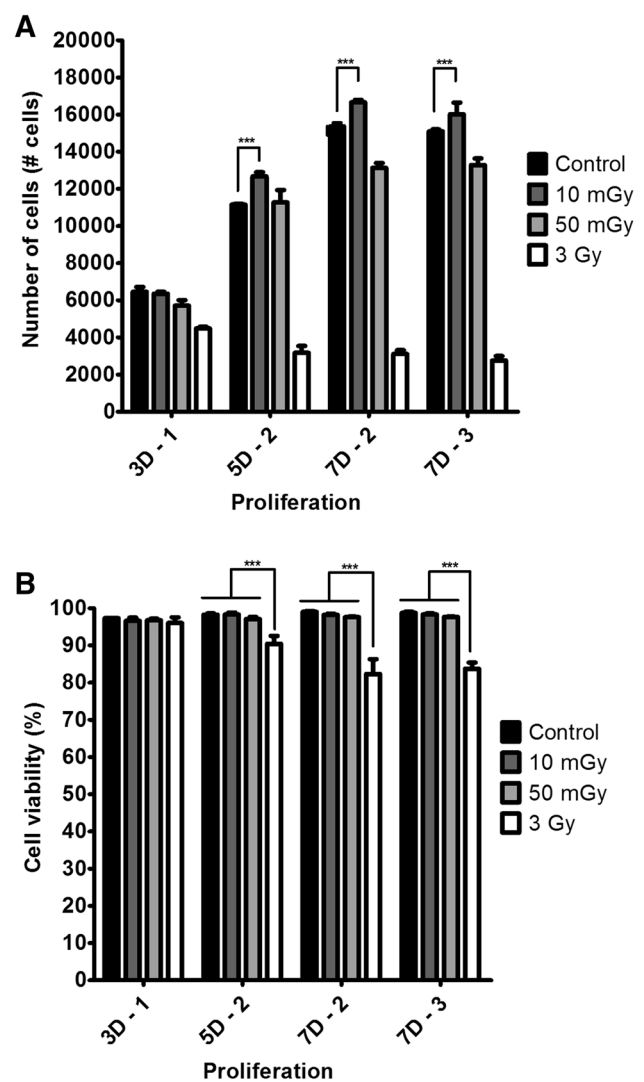 A
Number of cells (# cells)
20000
18000
16000
14000
12000
10000
8000
6000
4000
2000
0
***
***
***
Control
10 mGy
50 mGy
3 Gy
3D - 1
5D - 2
7D - 2
7D - 3
Proliferation
B
Cell viability (%)
100
90
80
70
60
50
40
30
20
10
0
***
***
***
Control
10 mGy
50 mGy
3 Gy
3D - 1
5D - 2
7D - 2
7D - 3
Proliferation